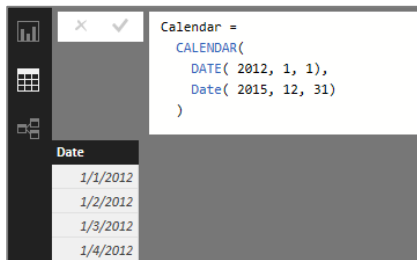 Calendar =
CALENDAR(
DATE( 2012, 1, 1),
Date( 2015, 12, 31)
)
Date
1/1/2012
1/2/2012
1/3/2012
1/4/2012